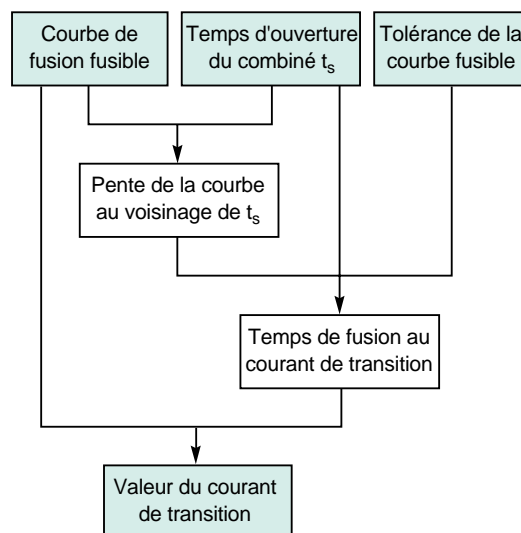 Courbe de
fusion fusible
Temps d'ouverture
du combiné ts
Tolérance de la
courbe fusible
Pente de la courbe
au voisinage de ts
Temps de fusion au
courant de transition
Valeur du courant
de transition